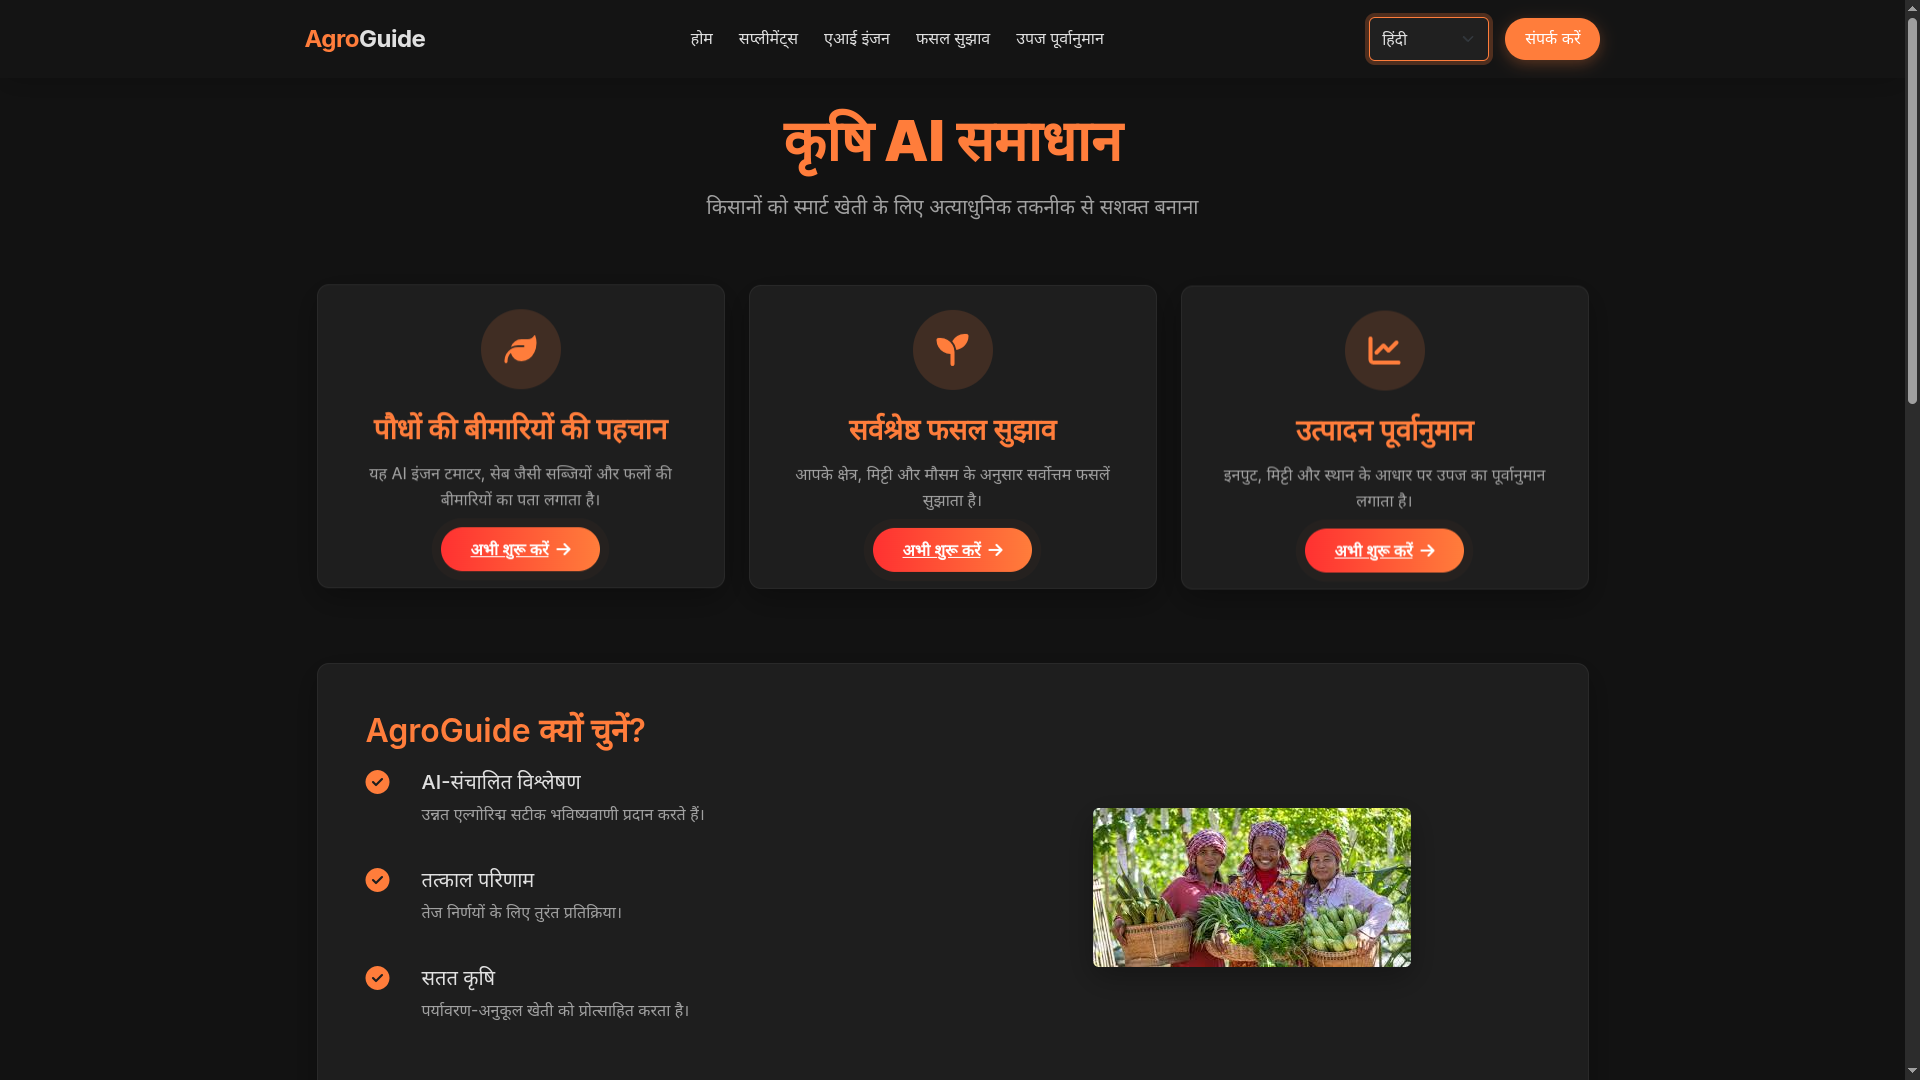 AgroGuide
होम
सप्लीमेंट्स
एआई इंजन
फसल सुझाव
उपज पूर्वानुमान
हिंदी
संपर्क करें
कृषि AI समाधान
किसानों को स्मार्ट खेती के लिए अत्याधुनिक तकनीक से सशक्त बनाना
पौधों की बीमारियों की पहचान
यह AI इंजन टमाटर, सेब जैसी सब्जियों और फलों की
बीमारियों का पता लगाता है।
अभी शुरू करें
सर्वश्रेष्ठ फसल सुझाव
आपके क्षेत्र, मिट्टी और मौसम के अनुसार सर्वोत्तम फसलें
सुझाता है।
अभी शुरू करें
उत्पादन पूर्वानुमान
इनपुट, मिट्टी और स्थान के आधार पर उपज का पूर्वानुमान
लगाता है।
अभी शुरू करें
AgroGuide क्यों चुनें?
AI-संचालित विश्लेषण
उन्नत एल्गोरिद्म सटीक भविष्यवाणी प्रदान करते हैं।
तत्काल परिणाम
तेज निर्णयों के लिए तुरंत प्रतिक्रिया।
सतत कृषि
पर्यावरण-अनुकूल खेती को प्रोत्साहित करता है।